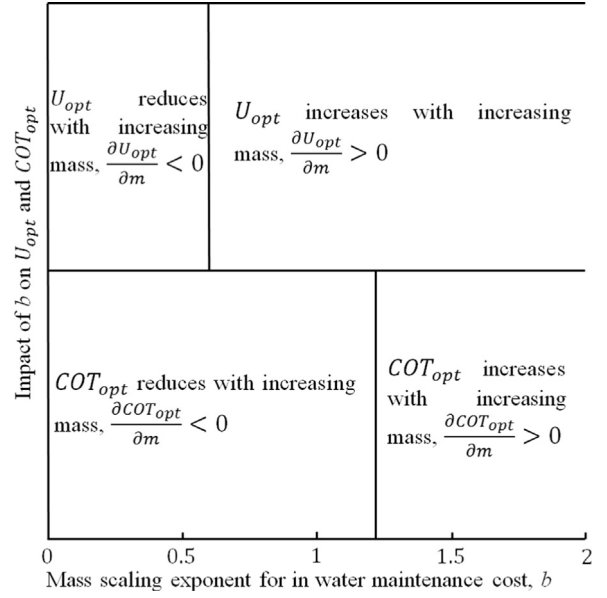 Impact of b on U_opt and COT_opt
U_opt reduces
with increasing
mass, ∂U_opt/∂m < 0
U_opt increases with increasing
mass, ∂U_opt/∂m > 0
COT_opt reduces with increasing
mass, ∂COT_opt/∂m < 0
COT_opt increases
with increasing
mass, ∂COT_opt/∂m > 0
0 0.5 1 1.5 2
Mass scaling exponent for in water maintenance cost, b